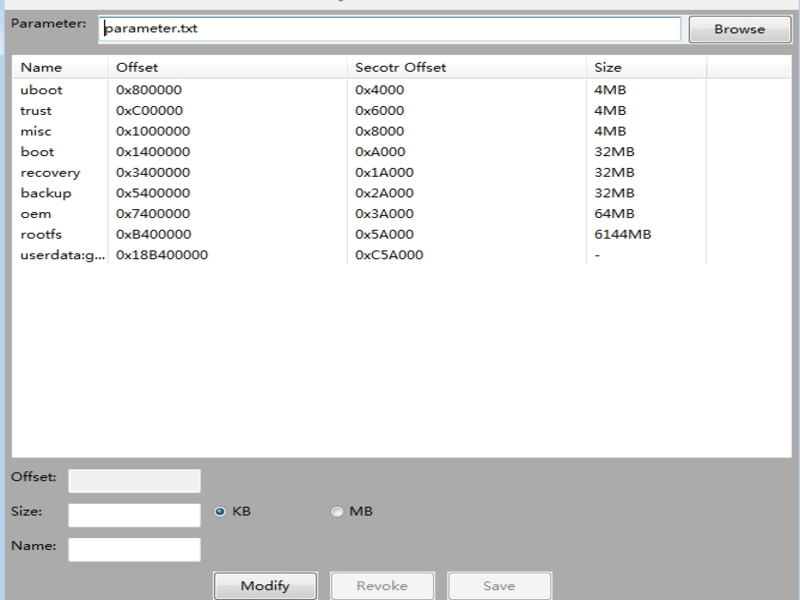 Parameter: parameter.txt Browse
Name Offset Secotr Offset Size
uboot 0x800000 0x4000 4MB
trust 0xC00000 0x6000 4MB
misc 0x1000000 0x8000 4MB
boot 0x1400000 0xA000 32MB
recovery 0x3400000 0x1A000 32MB
backup 0x5400000 0x2A000 32MB
oem 0x7400000 0x3A000 64MB
rootfs 0xB400000 0x5A000 6144MB
userdata:g... 0x18B400000 0xC5A000 -
Offset:
Size: KB MB
Name:
Modify Revoke Save